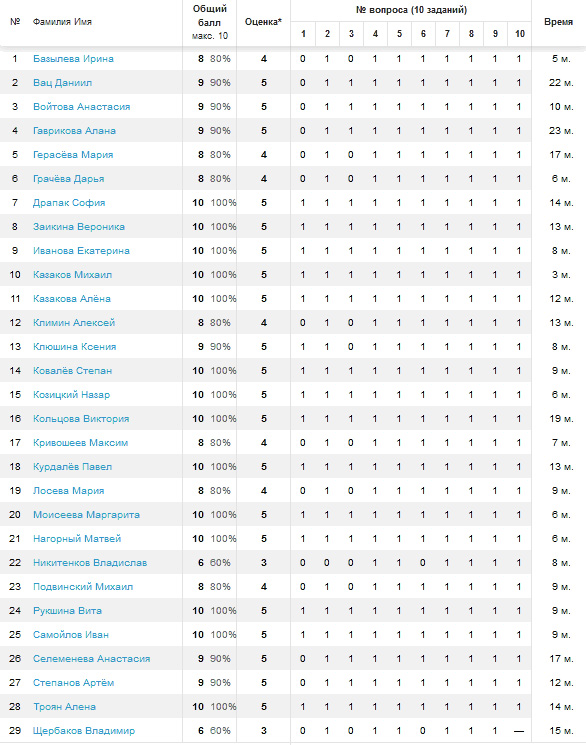 № Фамилия Имя Общий балл макс. 10 Оценка* № вопроса (10 заданий) Время
1 2 3 4 5 6 7 8 9 10
1 Базылева Ирина 8 80% 4 0 1 0 1 1 1 1 1 1 1 5 м.
2 Вац Даниил 9 90% 5 0 1 1 1 1 1 1 1 1 1 22 м.
3 Войтова Анастасия 9 90% 5 0 1 1 1 1 1 1 1 1 1 10 м.
4 Гаврикова Алана 9 90% 5 0 1 1 1 1 1 1 1 1 1 23 м.
5 Герасёва Мария 8 80% 4 0 1 0 1 1 1 1 1 1 1 17 м.
6 Грачёва Дарья 8 80% 4 0 1 0 1 1 1 1 1 1 1 6 м.
7 Драпак София 10 100% 5 1 1 1 1 1 1 1 1 1 1 14 м.
8 Заикина Вероника 10 100% 5 1 1 1 1 1 1 1 1 1 1 13 м.
9 Иванова Екатерина 10 100% 5 1 1 1 1 1 1 1 1 1 1 8 м.
10 Казаков Михаил 10 100% 5 1 1 1 1 1 1 1 1 1 1 3 м.
11 Казакова Алёна 10 100% 5 1 1 1 1 1 1 1 1 1 1 12 м.
12 Климин Алексей 8 80% 4 0 1 0 1 1 1 1 1 1 1 13 м.
13 Клюшина Ксения 9 90% 5 1 1 0 1 1 1 1 1 1 1 8 м.
14 Ковалёв Степан 10 100% 5 1 1 1 1 1 1 1 1 1 1 9 м.
15 Козицкий Назар 10 100% 5 1 1 1 1 1 1 1 1 1 1 6 м.
16 Кольцова Виктория 10 100% 5 1 1 1 1 1 1 1 1 1 1 19 м.
17 Кривошеев Максим 8 80% 4 0 1 0 1 1 1 1 1 1 1 7 м.
18 Курдалёв Павел 10 100% 5 1 1 1 1 1 1 1 1 1 1 13 м.
19 Лосева Мария 8 80% 4 0 1 0 1 1 1 1 1 1 1 9 м.
20 Моисеева Маргарита 10 100% 5 1 1 1 1 1 1 1 1 1 1 6 м.
21 Нагорный Матвей 10 100% 5 1 1 1 1 1 1 1 1 1 1 6 м.
22 Никитенков Владислав 6 60% 3 0 0 0 1 1 0 1 1 1 1 8 м.
23 Подвинский Михаил 8 80% 4 0 1 0 1 1 1 1 1 1 1 9 м.
24 Рукшина Вита 10 100% 5 1 1 1 1 1 1 1 1 1 1 9 м.
25 Самойлов Иван 10 100% 5 1 1 1 1 1 1 1 1 1 1 9 м.
26 Селеменева Анастасия 9 90% 5 0 1 1 1 1 1 1 1 1 1 17 м.
27 Степанов Артём 9 90% 5 0 1 1 1 1 1 1 1 1 1 12 м.
28 Троян Алена 10 100% 5 1 1 1 1 1 1 1 1 1 1 14 м.
29 Щербаков Владимир 6 60% 3 0 1 0 1 1 0 1 1 1 — 15 м.